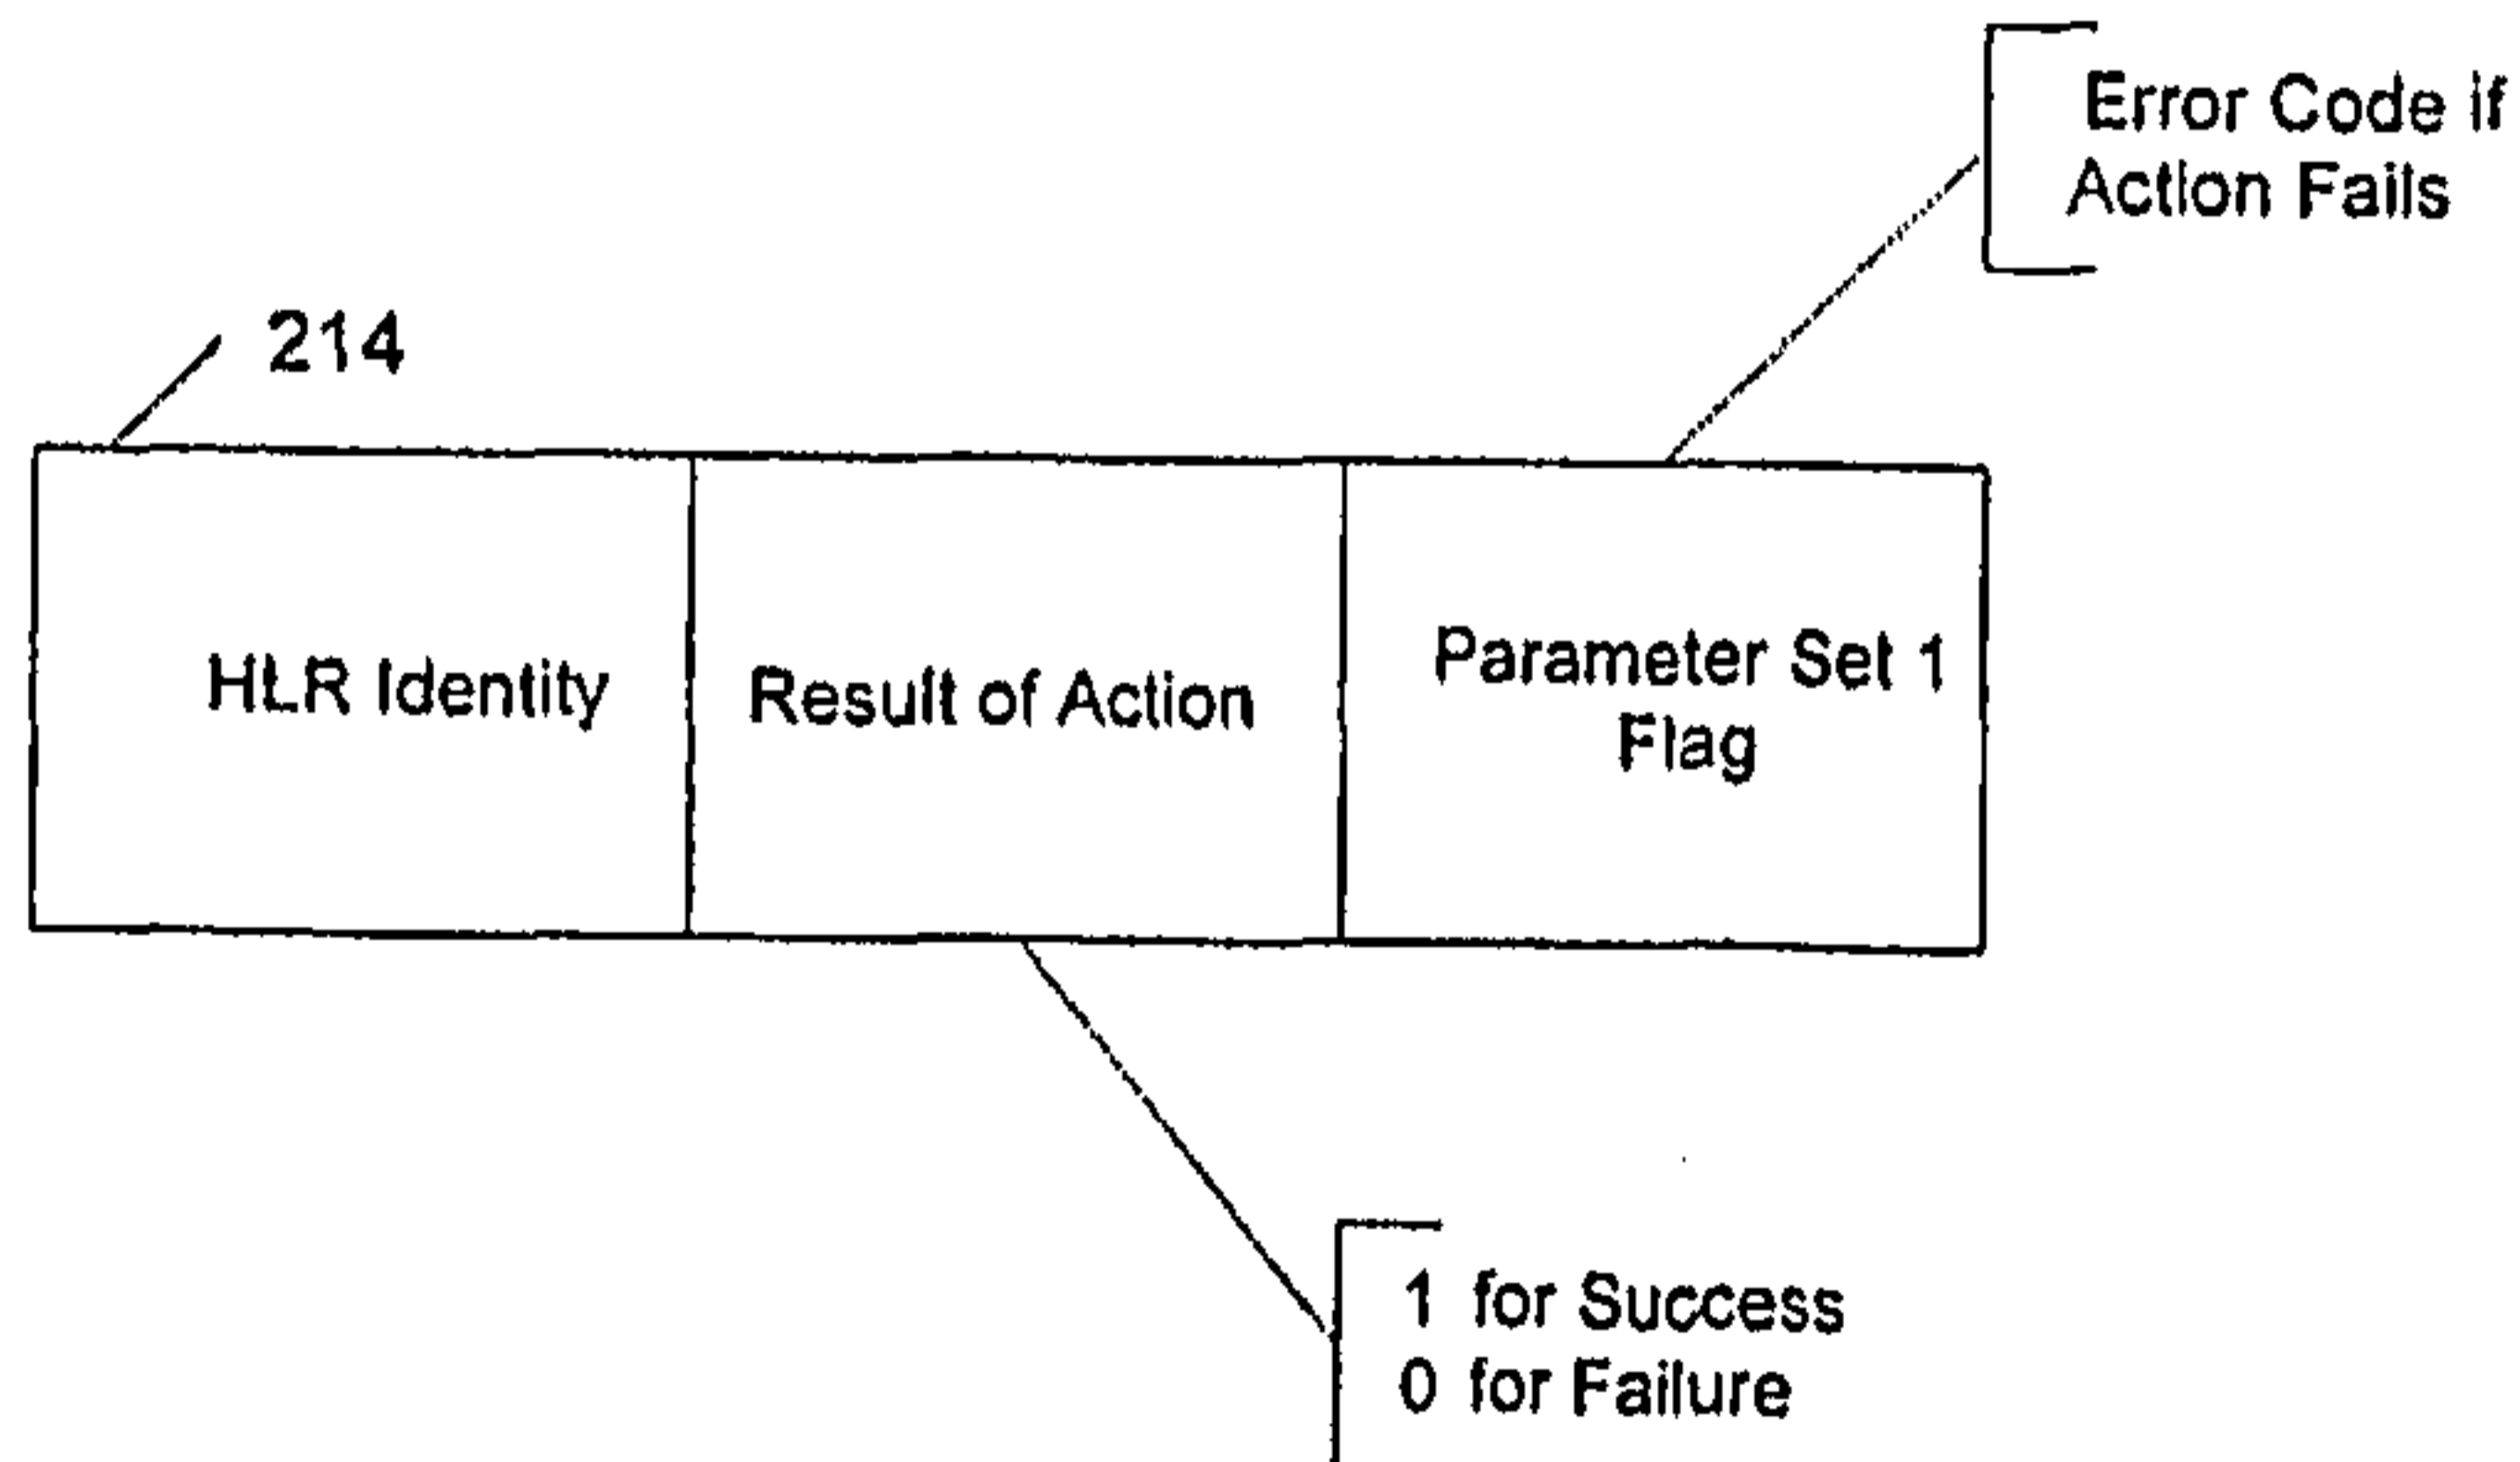 Error Code if
Action Fails
214
HLR Identity
Result of Action
Parameter Set 1
Flag
1 for Success
0 for Failure